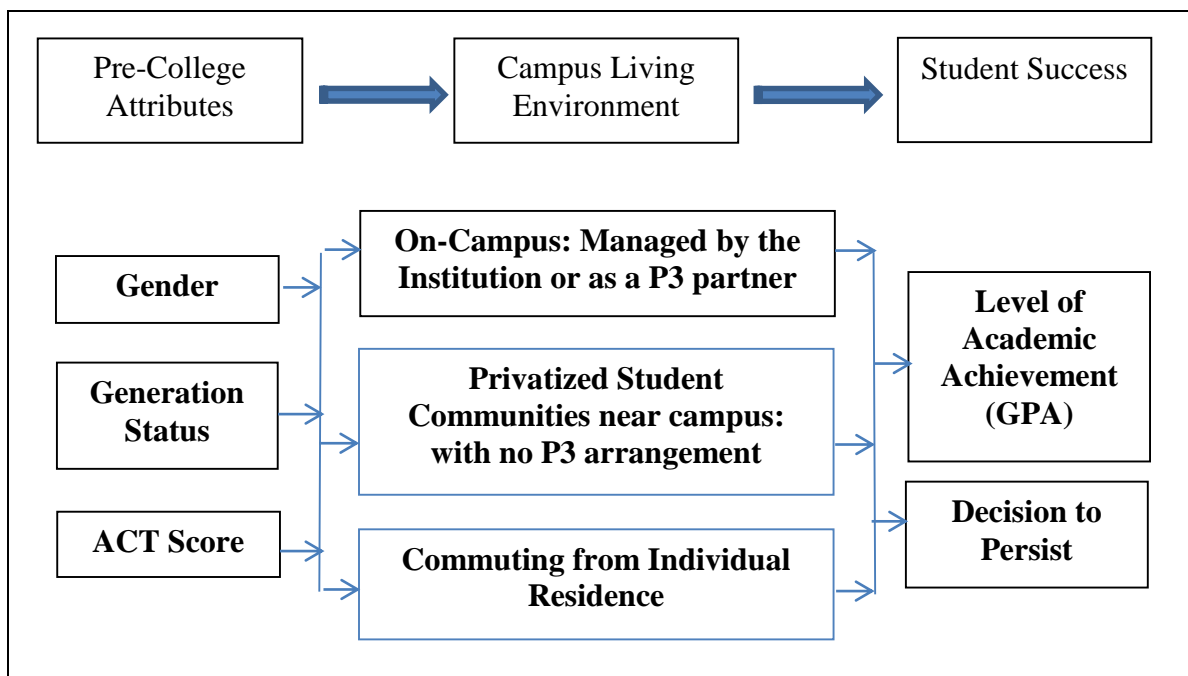 Pre-College
Attributes
Campus Living
Environment
Student Success
Gender
Generation
Status
ACT Score
On-Campus: Managed by the
Institution or as a P3 partner
Privatized Student
Communities near campus:
with no P3 arrangement
Commuting from Individual
Residence
Level of
Academic
Achievement
(GPA)
Decision to
Persist